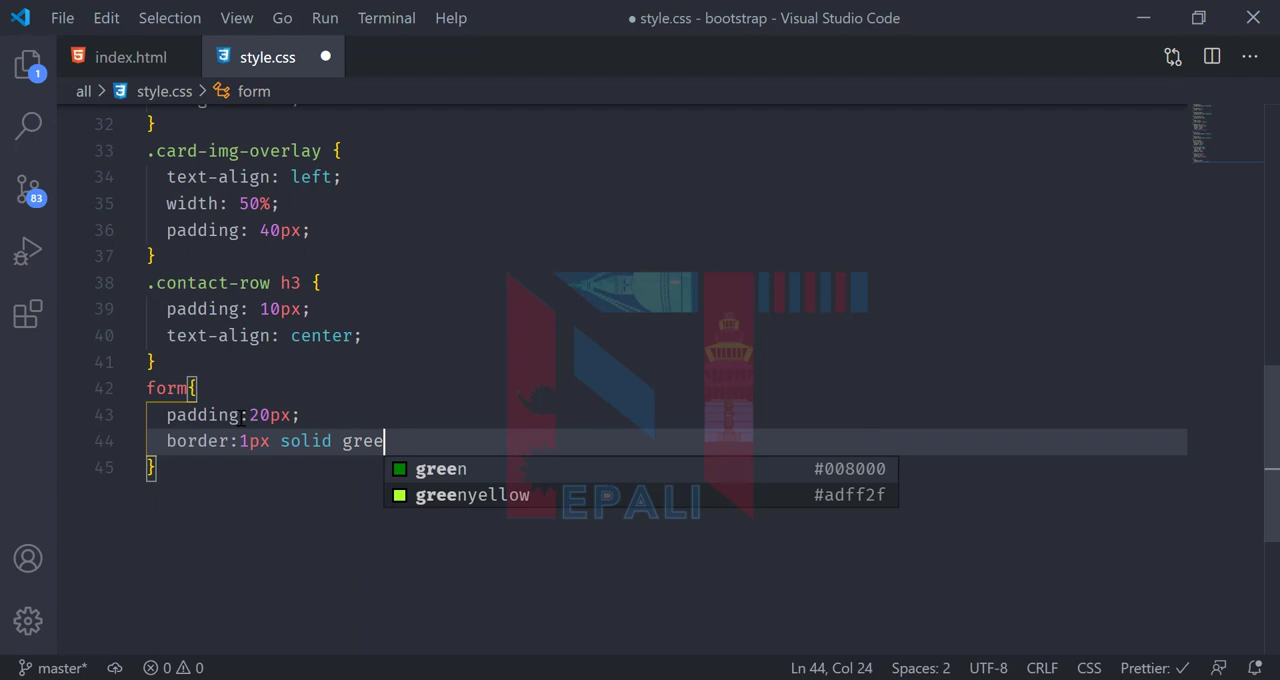 File Edit Selection View Go Run Terminal Help
● style.css - bootstrap - Visual Studio Code
index.html
style.css
all > style.css > form
1
83
32 }
33 .card-img-overlay {
34 text-align: left;
35 width: 50%;
36 padding: 40px;
37 }
38 .contact-row h3 {
39 padding: 10px;
40 text-align: center;
41 }
42 form{
43 padding:20px;
44 border:1px solid gree
green #008000
45 }
greenyellow #adff2f
EPALI
master* 0 0 Ln 44, Col 24 Spaces: 2 UTF-8 CRLF CSS Prettier: ✓